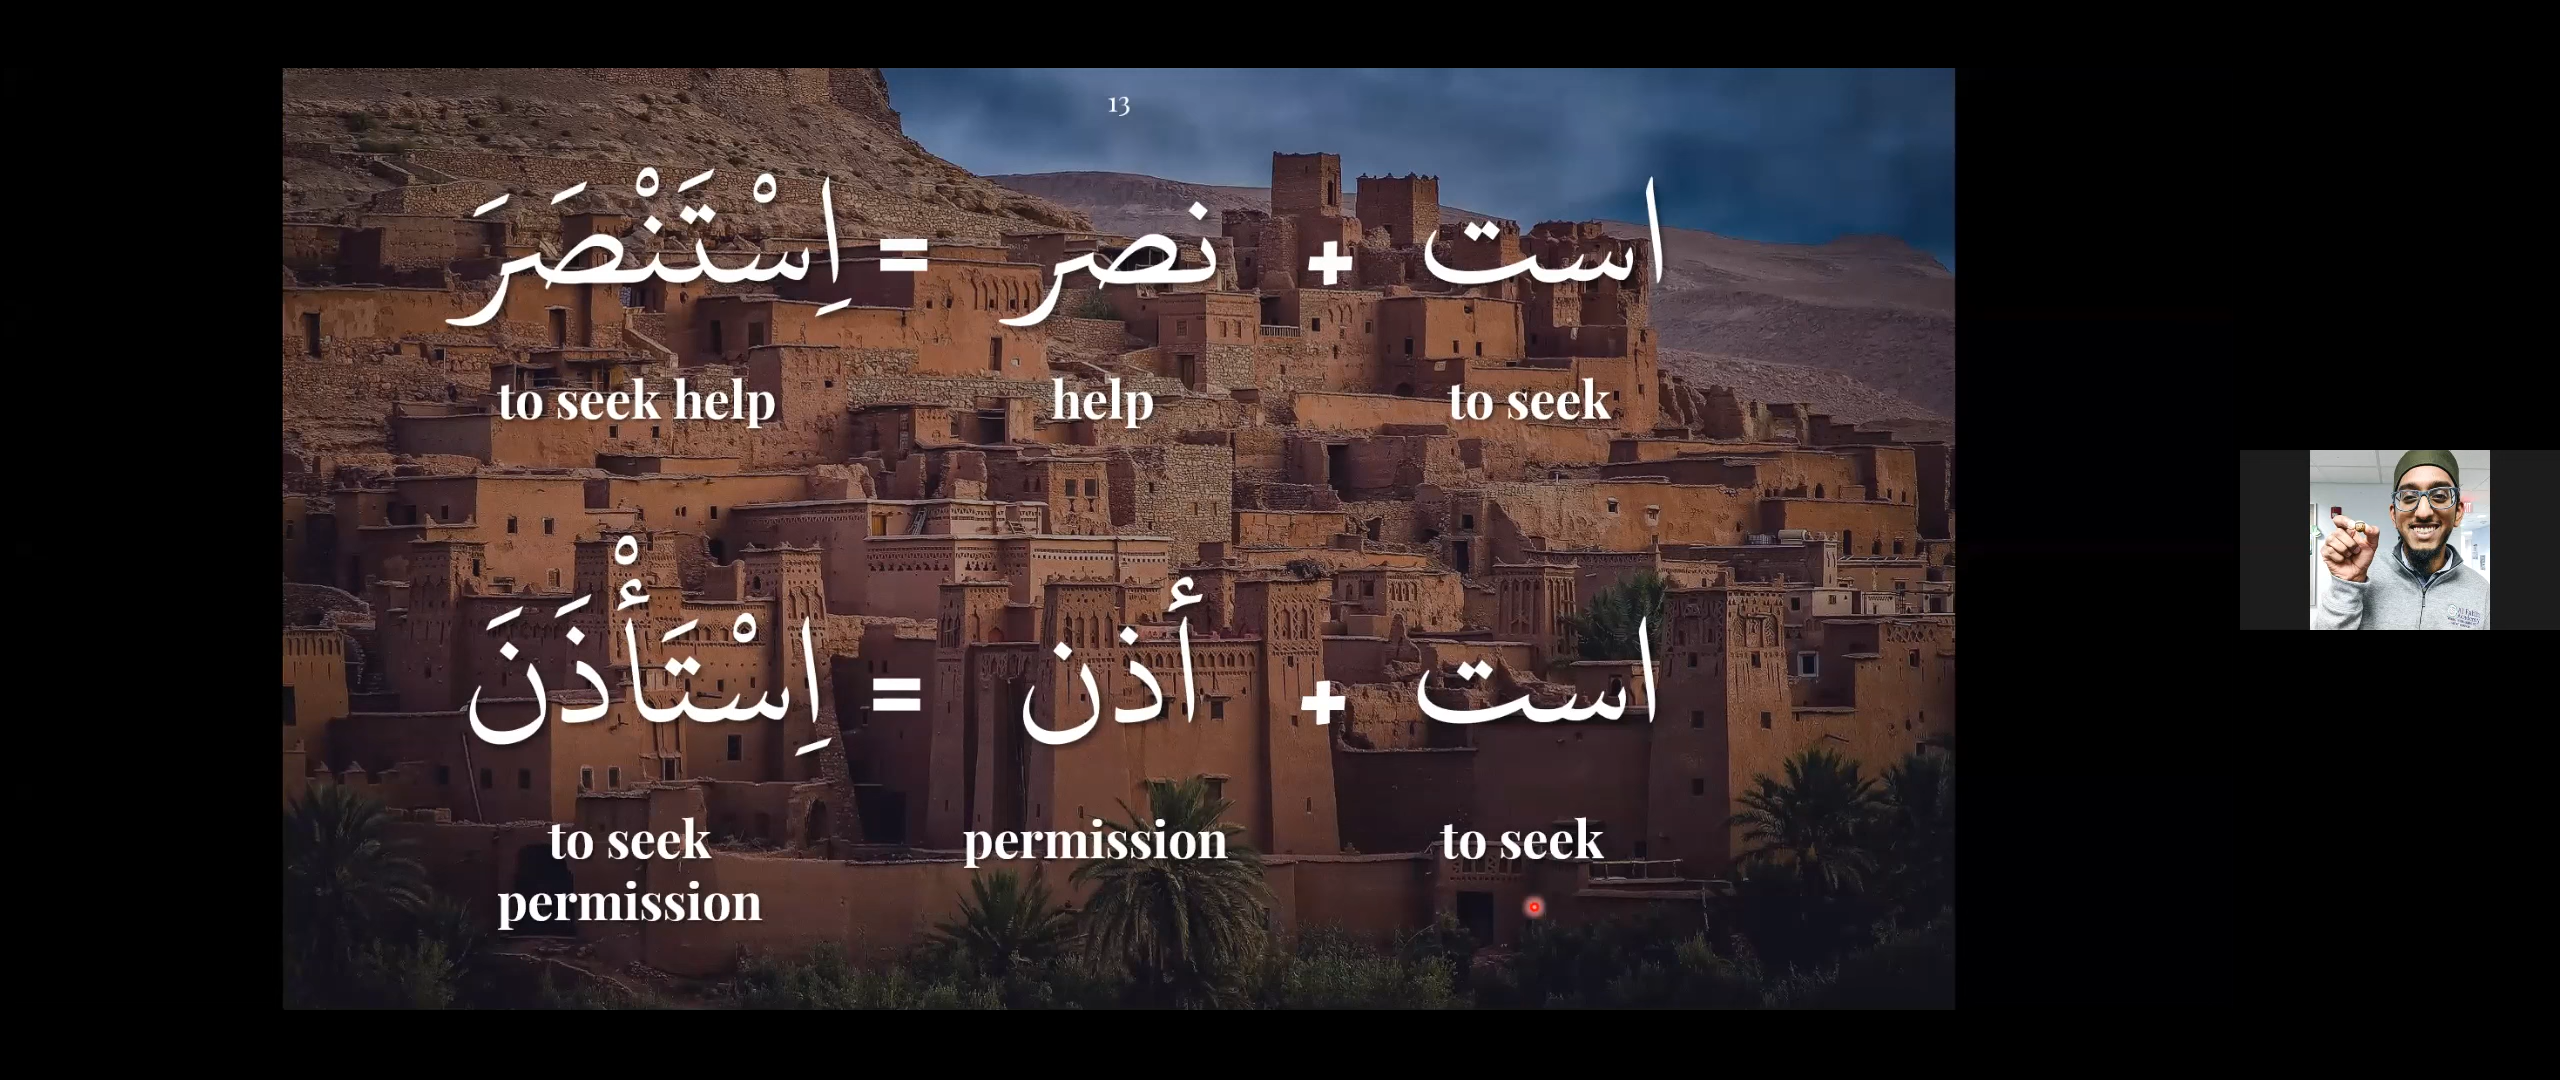 13
است + نصر = اِسْتَنْصَرَ
to seek help help to seek
است + أذن = اِسْتَأْذَنَ
to seek permission to seek
permission